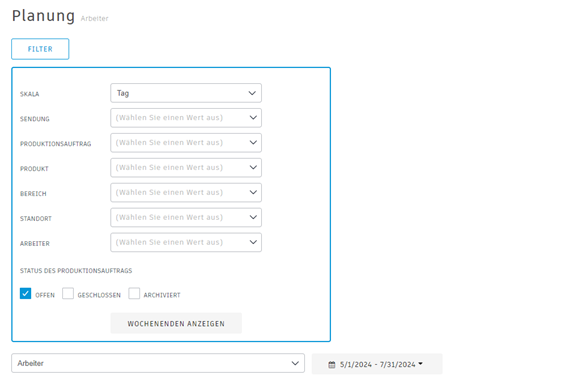 Planung Arbeiter
FILTER
SKALA Tag
SENDUNG (Wählen Sie einen Wert aus)
PRODUKTIONSAUFTRAG (Wählen Sie einen Wert aus)
PRODUKT (Wählen Sie einen Wert aus)
BEREICH (Wählen Sie einen Wert aus)
STANDORT (Wählen Sie einen Wert aus)
ARBEITER (Wählen Sie einen Wert aus)
STATUS DES PRODUKTIONSAUFTRAGS
OFFEN GESCHLOSSEN ARCHIVIERT
WOCHENENDEN ANZEIGEN
Arbeiter 5/1/2024 - 7/31/2024